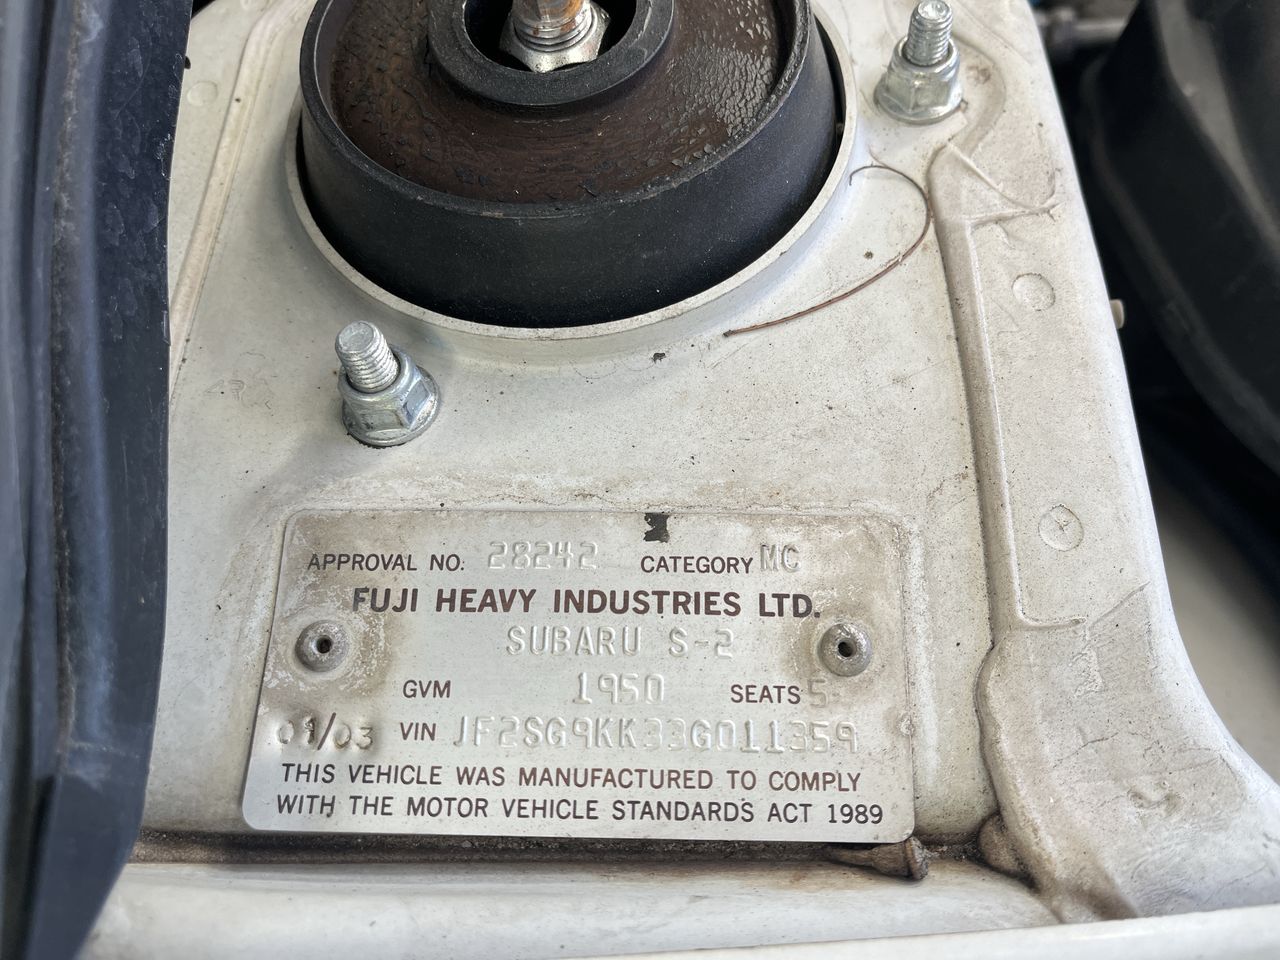 APPROVAL NO. 28242 CATEGORY MC
FUJI HEAVY INDUSTRIES LTD.
SUBARU S-2
GVM 1950 SEATS 5
01/03 VIN JF2SG9KK33G011359
THIS VEHICLE WAS MANUFACTURED TO COMPLY
WITH THE MOTOR VEHICLE STANDARDS ACT 1989